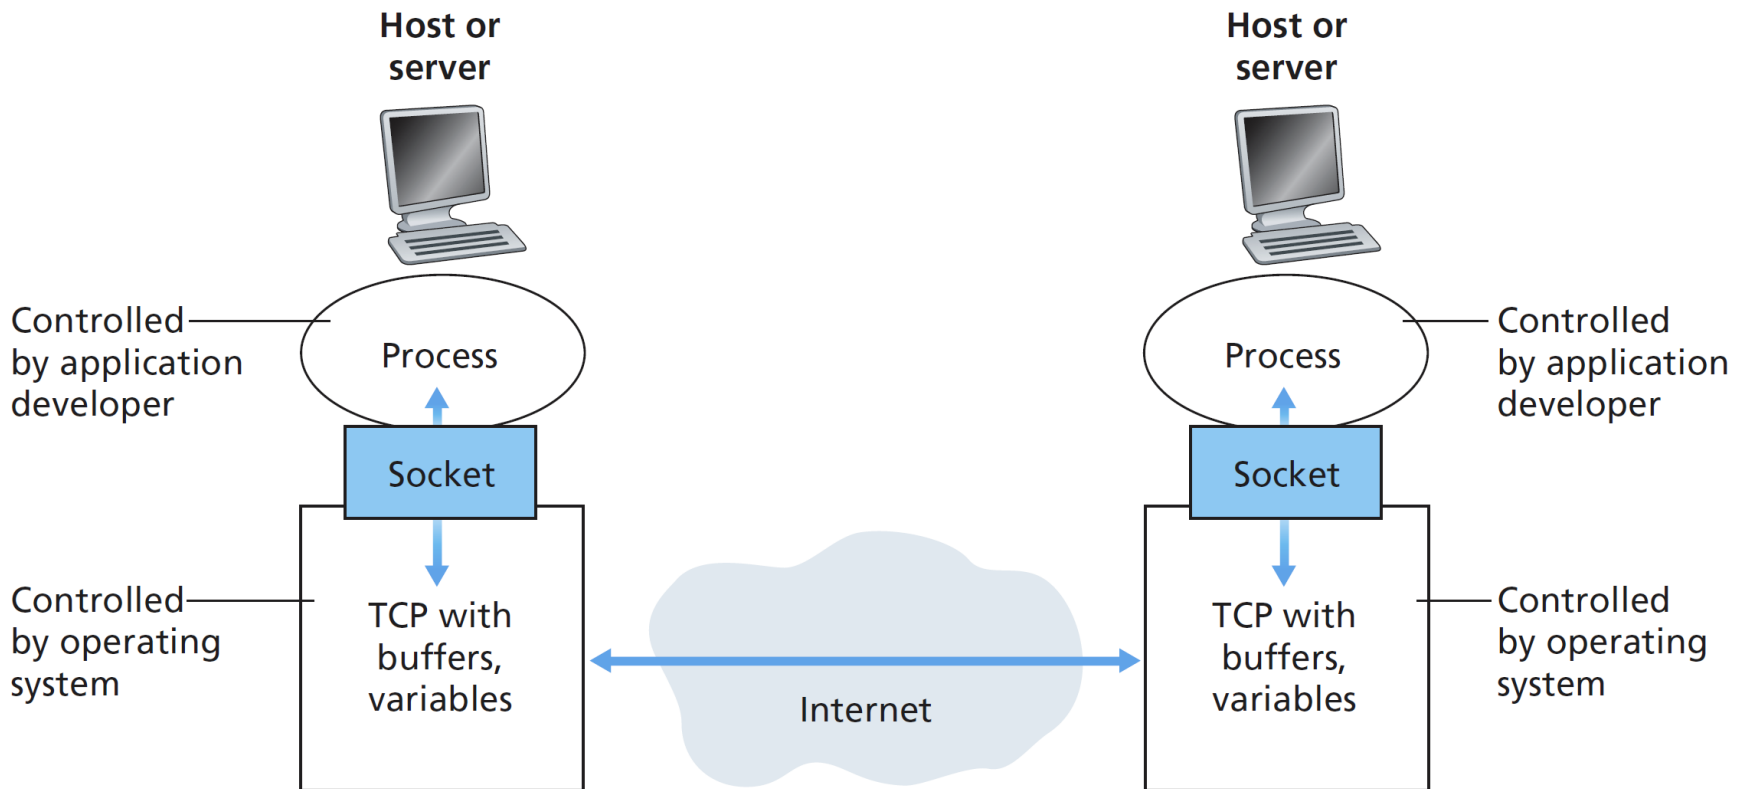 Host or
server
Host or
server
Controlled
by application
developer
Process
Process
Controlled
by application
developer
Socket
Socket
Controlled
by operating
system
TCP with
buffers,
variables
Internet
TCP with
buffers,
variables
Controlled
by operating
system